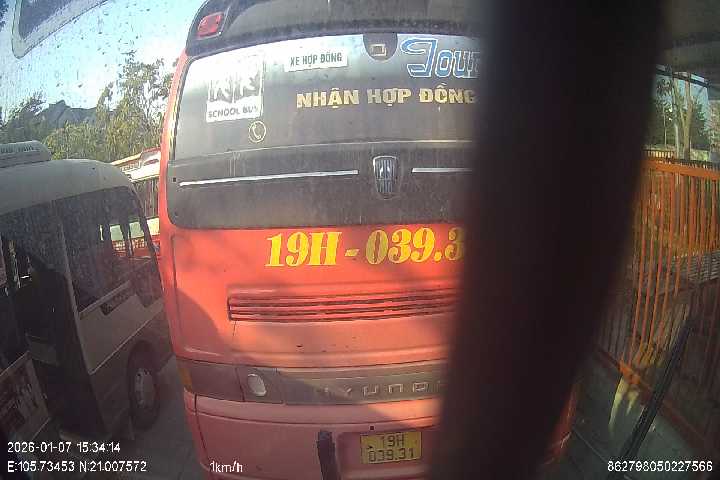 XE HỢP ĐỒNG
Tour
SCHOOL BUS
NHẬN HỢP ĐỒNG
19H-039.3
HYUNDAI
19H
039.31
2026-01-07 15:34:14
E:105.73453 N:21.007572
1km/h
862798050227566